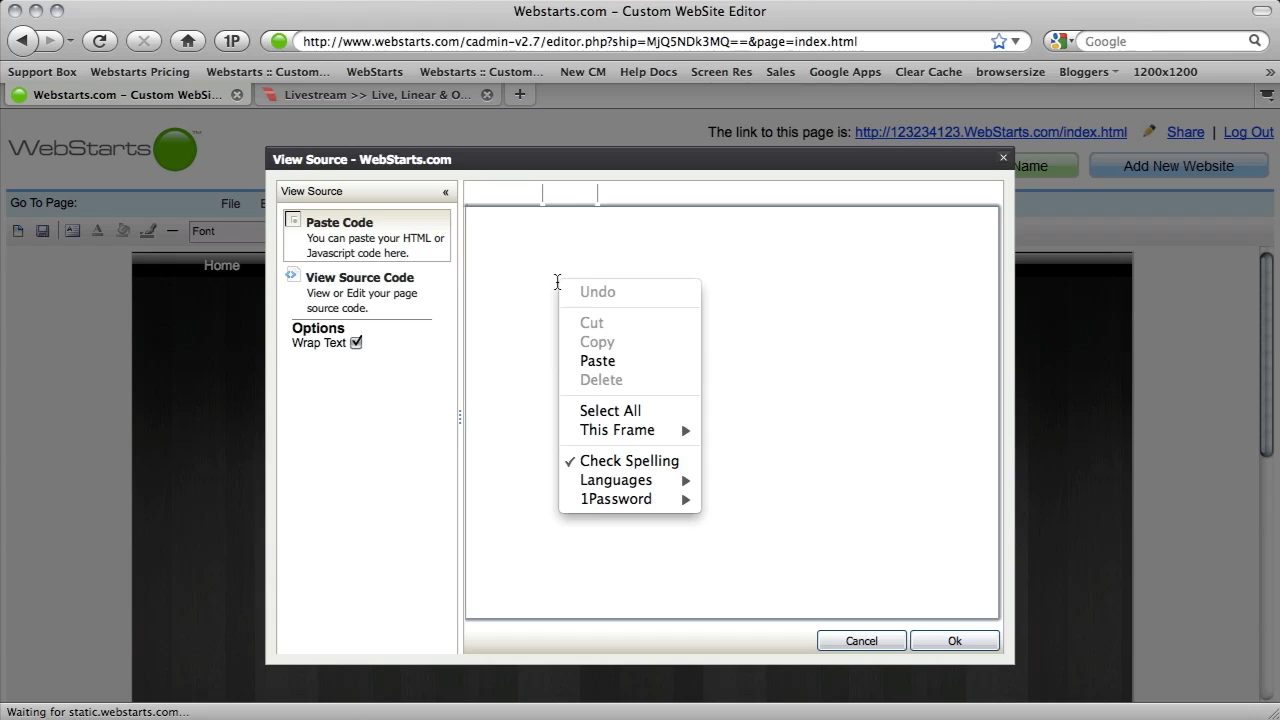 Webstarts.com – Custom WebSite Editor
1P
http://www.webstarts.com/cadmin-v2.7/editor.php?ship=MjQ5NDk3MQ==&page=index.html
Google
Support Box Webstarts Pricing Webstarts :: Custom... WebStarts Webstarts :: Custom... New CM Help Docs Screen Res Sales Google Apps Clear Cache browsersize Bloggers 1200x1200 »
Webstarts.com – Custom WebSi... Livestream >> Live, Linear & O... +
WebStarts™
The link to this page is: http://123234123.WebStarts.com/index.html Share | Log Out
Name Add New Website
View Source - WebStarts.com
Go To Page: File
Font
Home
View Source «
Paste Code
You can paste your HTML or
Javascript code here.
View Source Code
View or Edit your page
source code.
Options
Wrap Text
Undo
Cut
Copy
Paste
Delete
Select All
This Frame
Check Spelling
Languages
1Password
Cancel Ok
Waiting for static.webstarts.com...